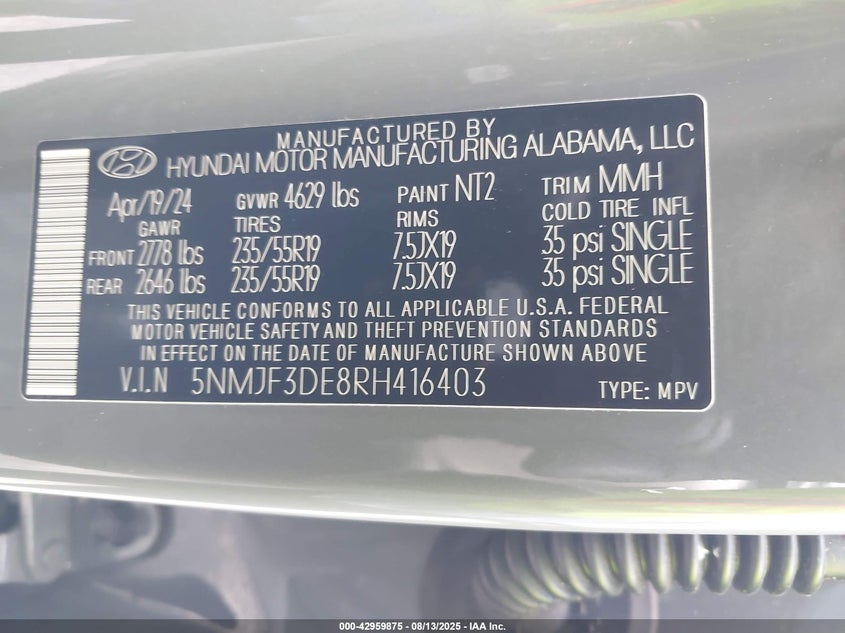 MANUFACTURED BY
HYUNDAI MOTOR MANUFACTURING ALABAMA, LLC
Apr/19/24 GVWR 4629 lbs PAINT NT2 TRIM MMH
GAWR TIRES RIMS COLD TIRE INFL
FRONT 2778 lbs 235/55R19 7.5JX19 35 psi SINGLE
REAR 2646 lbs 235/55R19 7.5JX19 35 psi SINGLE
THIS VEHICLE CONFORMS TO ALL APPLICABLE U.S.A. FEDERAL
MOTOR VEHICLE SAFETY AND THEFT PREVENTION STANDARDS
IN EFFECT ON THE DATE OF MANUFACTURE SHOWN ABOVE
V.I.N 5NMJF3DE8RH416403 TYPE: MPV
000-42959875 - 08/13/2025 - IAA Inc.